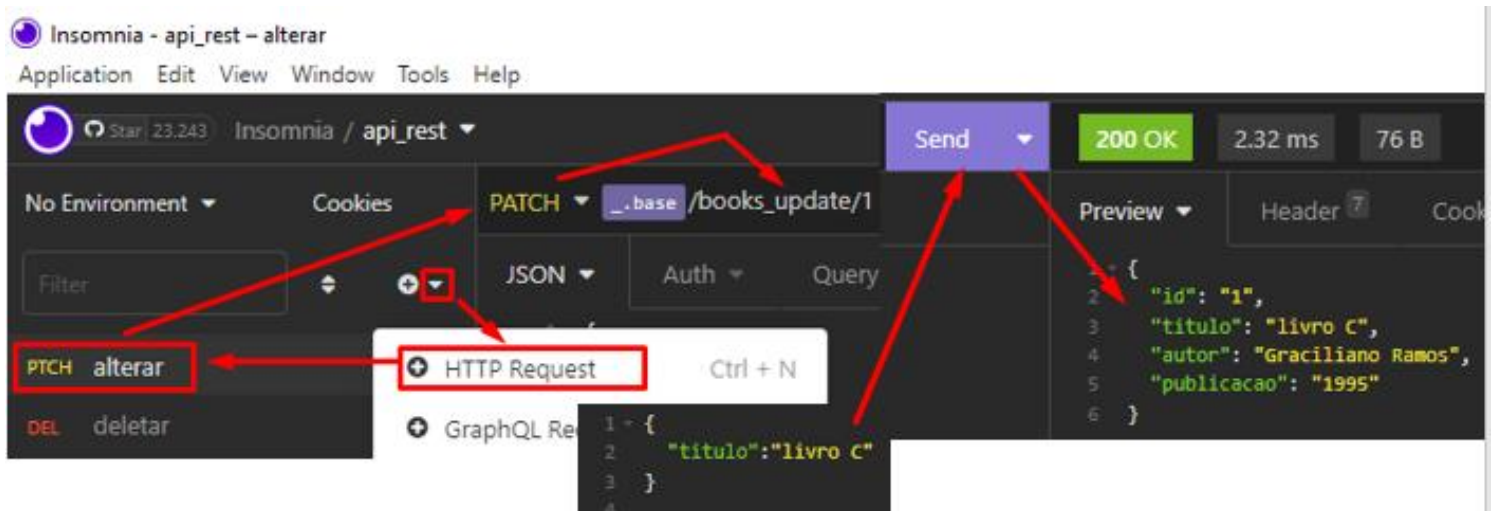 Insomnia - api_rest – alterar
Application Edit View Window Tools Help
Star 23.243 Insomnia / api_rest
Send 200 OK 2.32 ms 76 B
No Environment Cookies PATCH _.base /books_update/1 Preview Header 7 Cook
Filter JSON Auth Query
1 {
2 "id": "1",
3 "titulo": "livro C",
4 "autor": "Graciliano Ramos",
5 "publicacao": "1995"
6 }
PTCH alterar HTTP Request Ctrl + N
DEL deletar GraphQL Re
1 {
2 "titulo":"livro C"
3 }
4